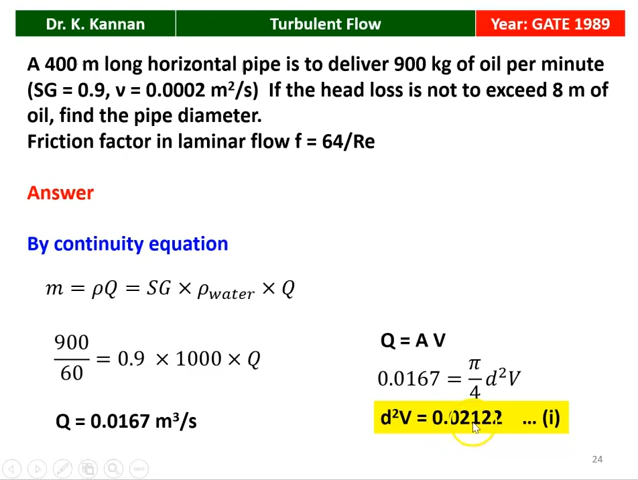 Dr. K. Kannan
Turbulent Flow
Year: GATE 1989
A 400 m long horizontal pipe is to deliver 900 kg of oil per minute
(SG = 0.9, ν = 0.0002 m²/s)  If the head loss is not to exceed 8 m of
oil, find the pipe diameter.
Friction factor in laminar flow f = 64/Re
Answer
By continuity equation
m = ρQ = SG × ρ_water × Q
900/60 = 0.9 × 1000 × Q
Q = 0.0167 m³/s
Q = A V
0.0167 = π/4 d²V
d²V = 0.02122 ... (i)
24